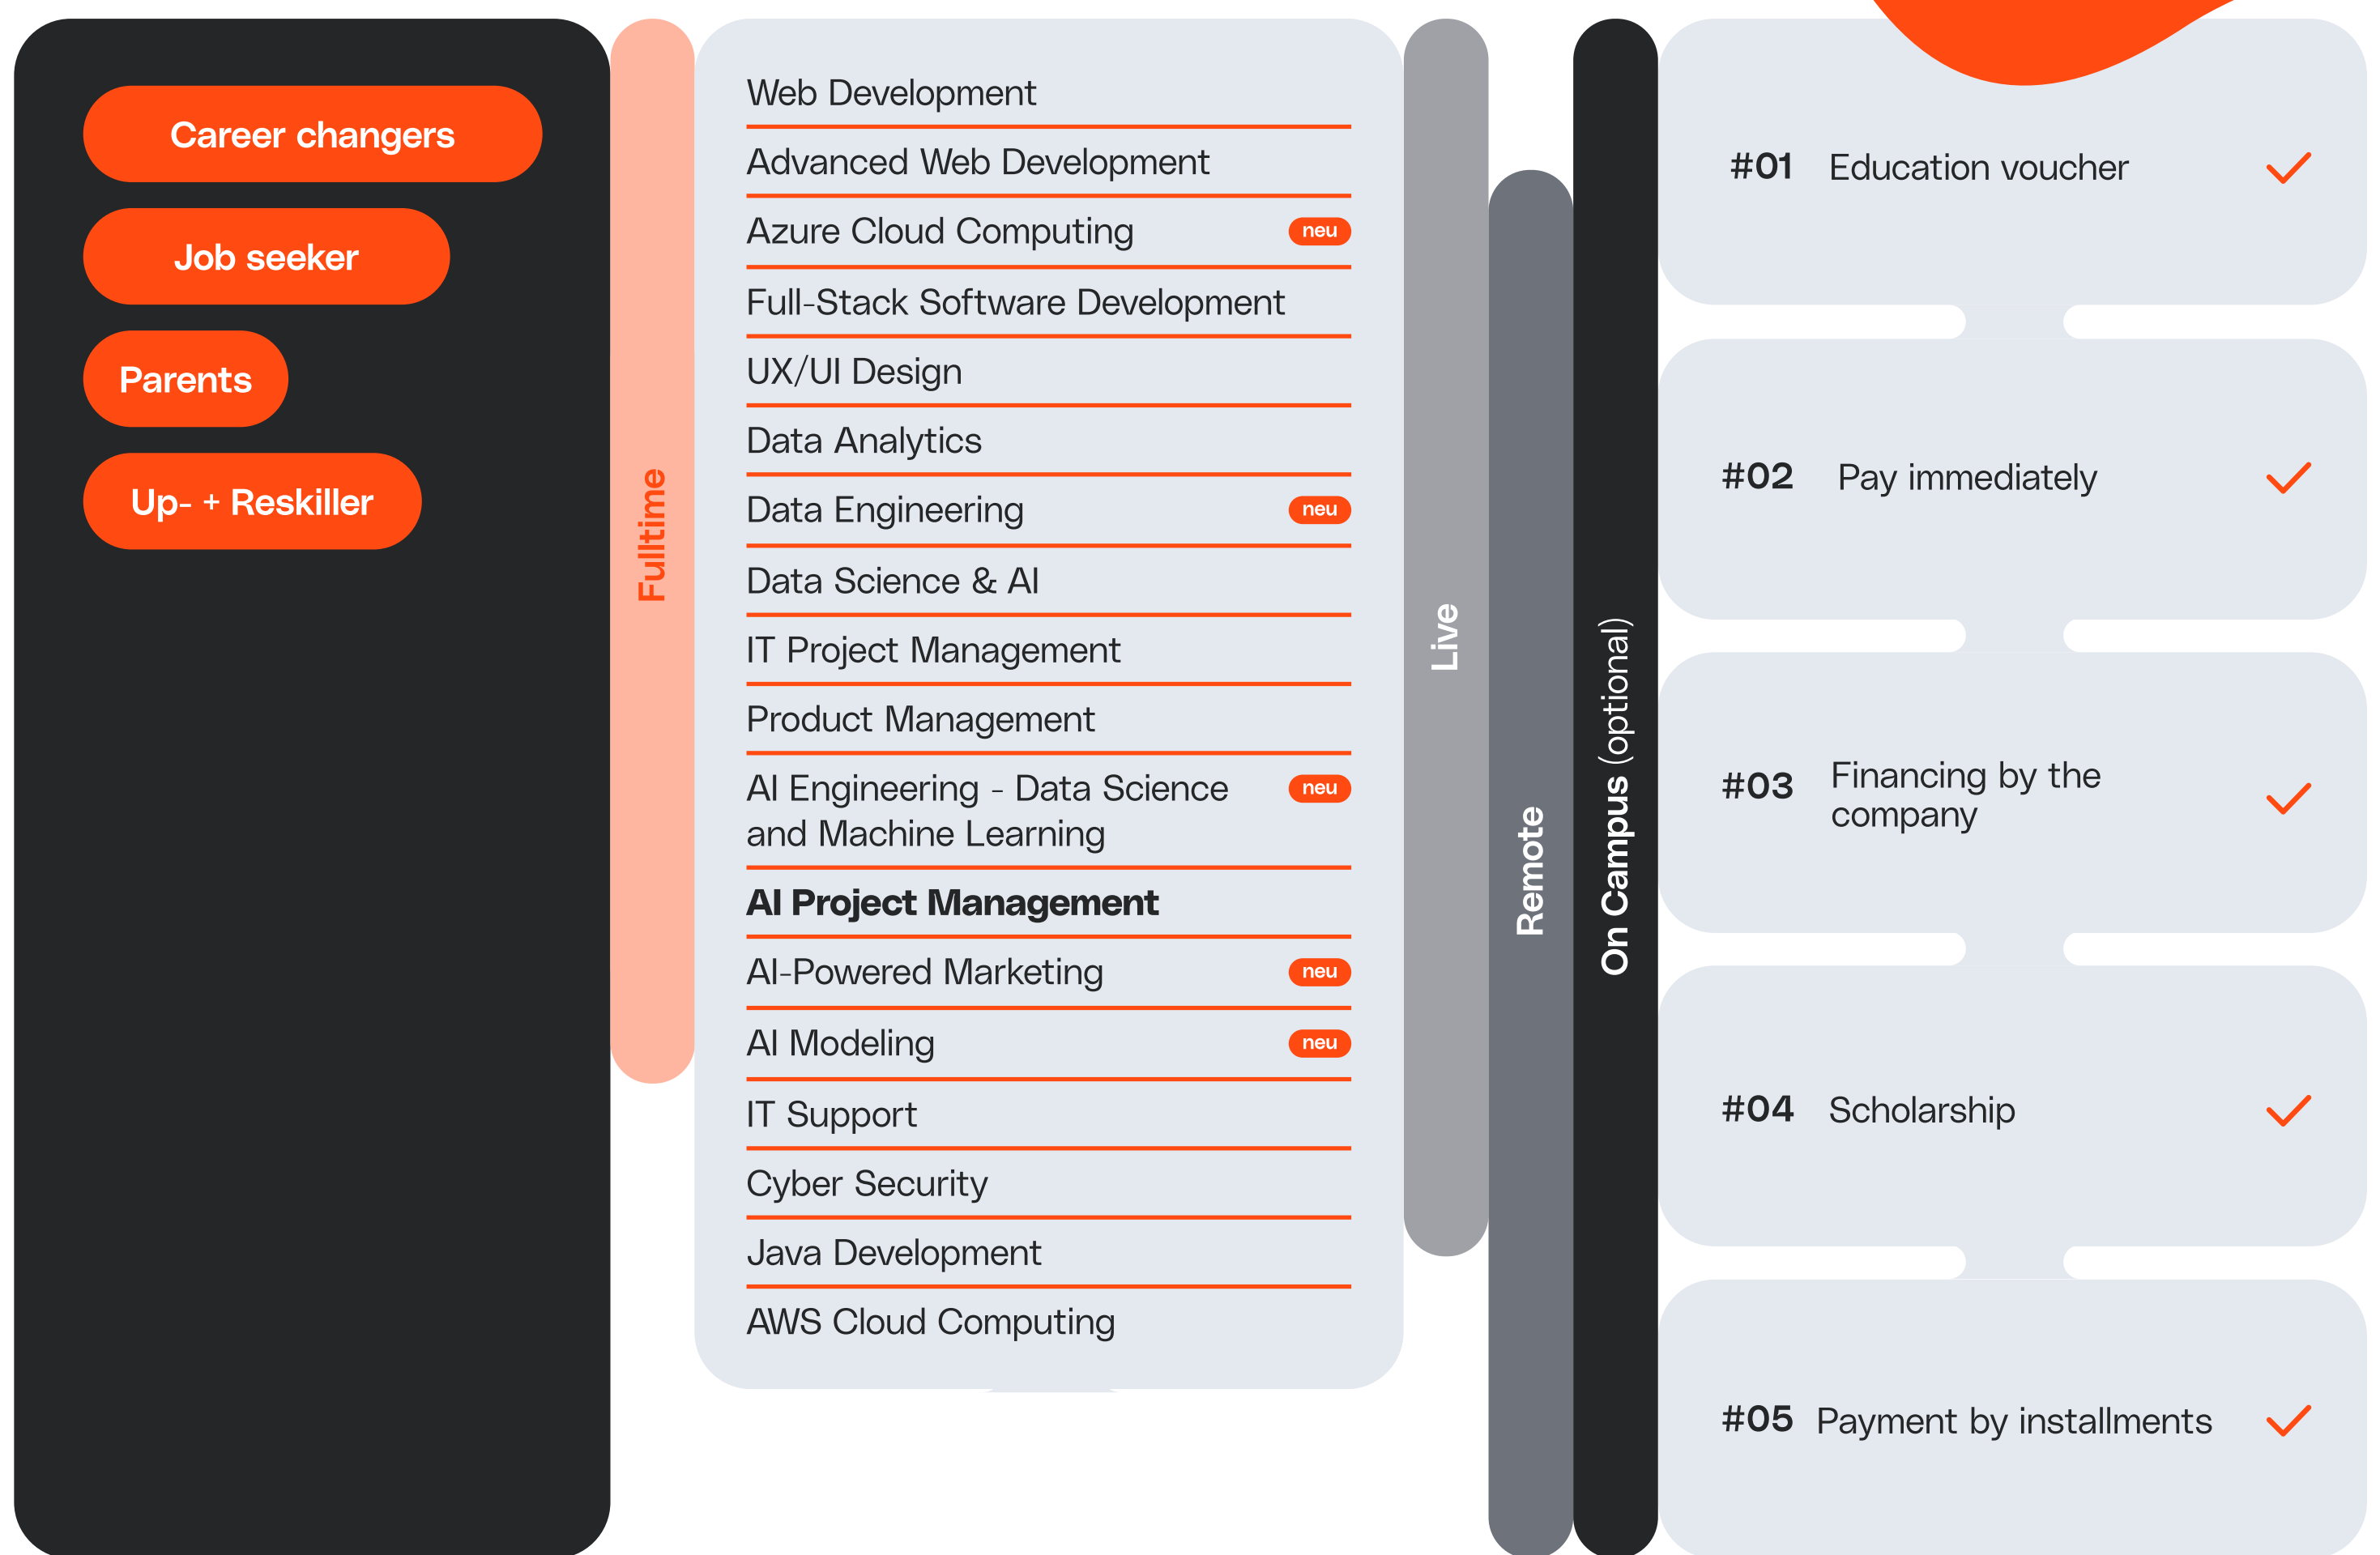 Career changers
Job seeker
Parents
Up- + Reskiller
Fulltime
Web Development
Advanced Web Development
Azure Cloud Computing neu
Full-Stack Software Development
UX/UI Design
Data Analytics
Data Engineering neu
Data Science & AI
IT Project Management
Product Management
AI Engineering - Data Science neu
and Machine Learning
AI Project Management
AI-Powered Marketing neu
AI Modeling neu
IT Support
Cyber Security
Java Development
AWS Cloud Computing
Live
Remote
On Campus (optional)
#01 Education voucher
#02 Pay immediately
#03 Financing by the
company
#04 Scholarship
#05 Payment by installments